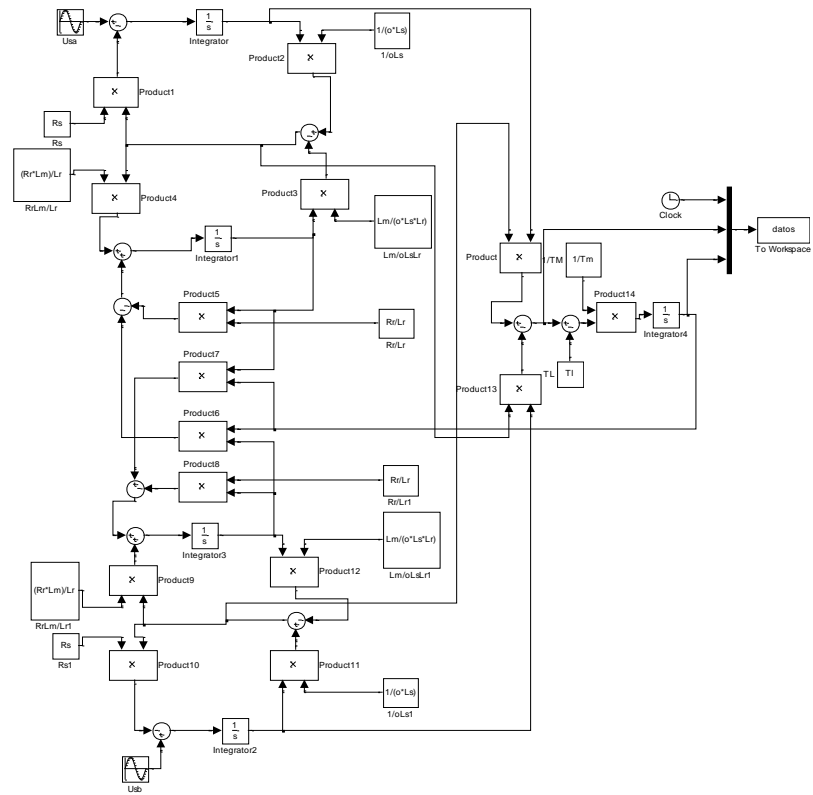 Usa
1
s
Integrator
1/(o*Ls)
1/oLs
Product2
x
x
Product1
Rs
Rs
(Rr*Lm)/Lr
RrLm/Lr
x
Product4
Product3
x
Lm/(o*Ls*Lr)
Lm/oLsLr
1
s
Integrator1
Clock
datos
To Workspace
Product
x
1/TM
1/Tm
Product14
x
1
s
Integrator4
Product5
x
Rr/Lr
Rr/Lr
TL
Tl
Product7
x
Product13
x
Product6
x
Product8
x
Rr/Lr
Rr/Lr1
1
s
Integrator3
Lm/(o*Ls*Lr)
Lm/oLsLr1
x
Product12
(Rr*Lm)/Lr
RrLm/Lr1
x
Product9
Rs
Rs1
x
Product10
x
Product11
1/(o*Ls)
1/oLs1
1
s
Integrator2
Usb